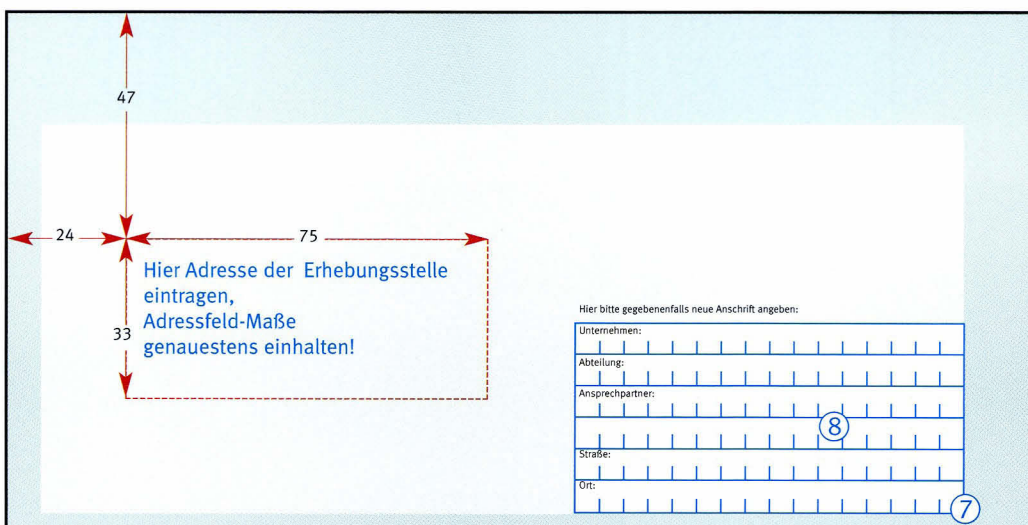 47
24
75
Hier Adresse der Erhebungsstelle
eintragen,
Adressfeld-Maße
33
genauestens einhalten!
Hier bitte gegebenenfalls neue Anschrift angeben:
Unternehmen:
Abteilung:
Ansprechpartner:
8
Straße:
Ort:
7